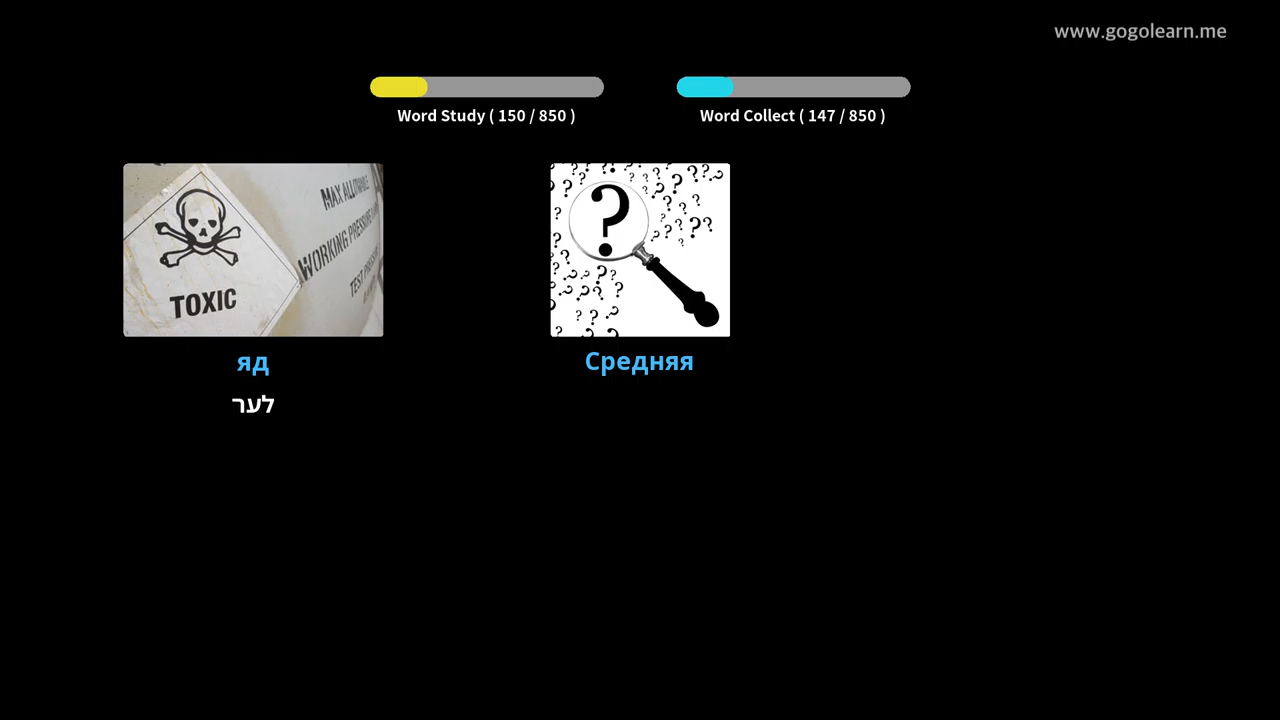 www.gogolearn.me
Word Study ( 150 / 850 )
Word Collect ( 147 / 850 )
TOXIC
MAX ALLOWABLE
WORKING PRESSURE
TEST
?
яд
Средняя
לער